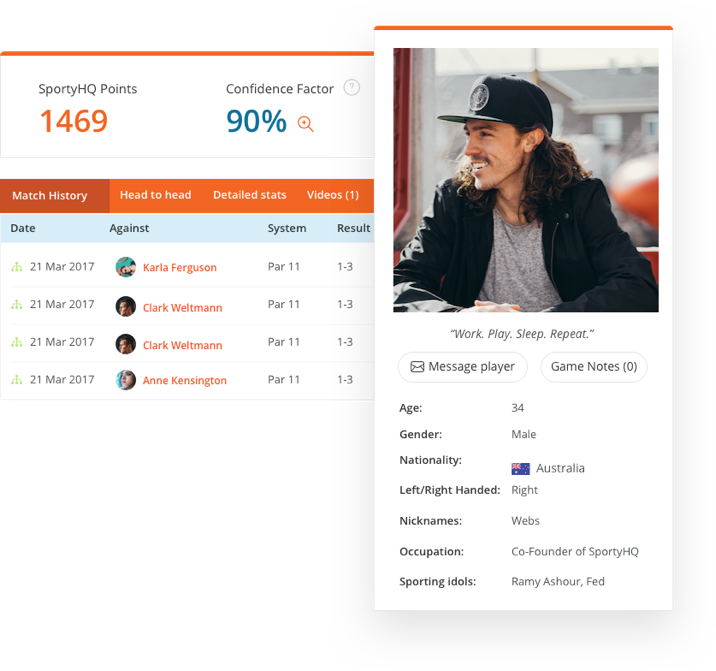 SportyHQ Points
Confidence Factor ?
1469
90%
Match History Head to head Detailed stats Videos (1)
Date Against System Result
21 Mar 2017 Karla Ferguson Par 11 1-3
21 Mar 2017 Clark Weltmann Par 11 1-3
21 Mar 2017 Clark Weltmann Par 11 1-3
21 Mar 2017 Anne Kensington Par 11 1-3
“Work. Play. Sleep. Repeat.”
Message player Game Notes (0)
Age: 34
Gender: Male
Nationality: Australia
Left/Right Handed: Right
Nicknames: Webs
Occupation: Co-Founder of SportyHQ
Sporting idols: Ramy Ashour, Fed